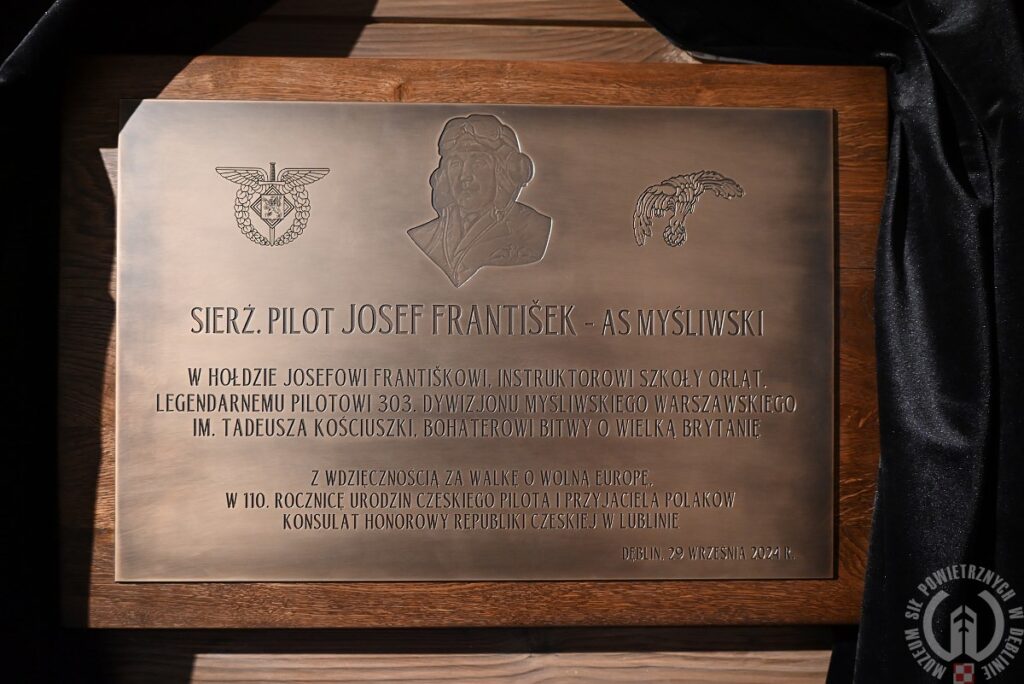 SIERŻ. PILOT JOSEF FRANTIŠEK - AS MYŚLIWSKI
W HOŁDZIE JOSEFOWI FRANTIŠKOWI, INSTRUKTOROWI SZKOŁY ORLĄT,
LEGENDARNEMU PILOTOWI 303. DYWIZJONU MYŚLIWSKIEGO WARSZAWSKIEGO
IM. TADEUSZA KOŚCIUSZKI, BOHATEROWI BITWY O WIELKĄ BRYTANIĘ
Z WDZIĘCZNOŚCIĄ ZA WALKĘ O WOLNĄ EUROPĘ,
W 110. ROCZNICĘ URODZIN CZESKIEGO PILOTA I PRZYJACIELA POLAKÓW
KONSULAT HONOROWY REPUBLIKI CZESKIEJ W LUBLINIE
DĘBLIN, 29 WRZEŚNIA 2024 R.
MUZEUM SIŁ POWIETRZNYCH W DĘBLINIE